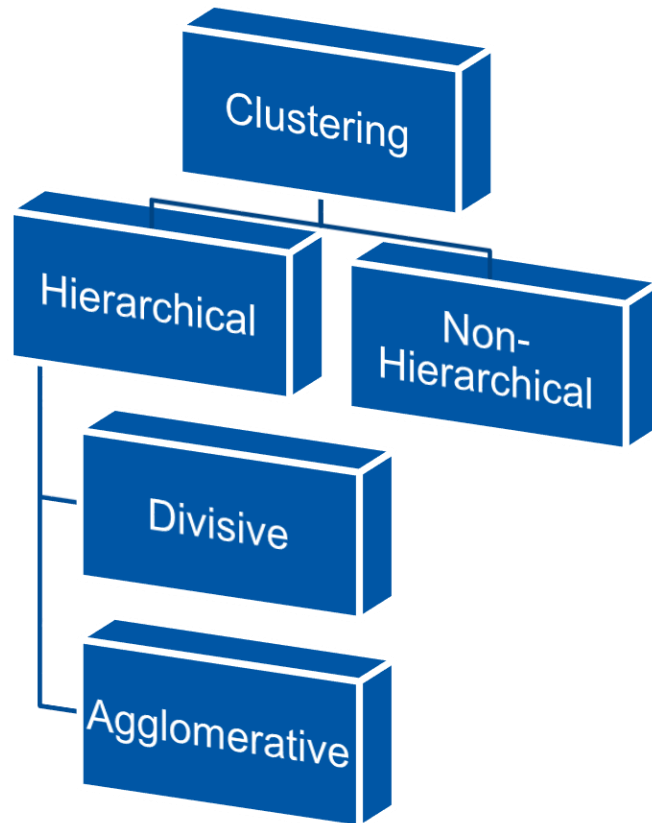 Clustering
Hierarchical
Non-
Hierarchical
Divisive
Agglomerative